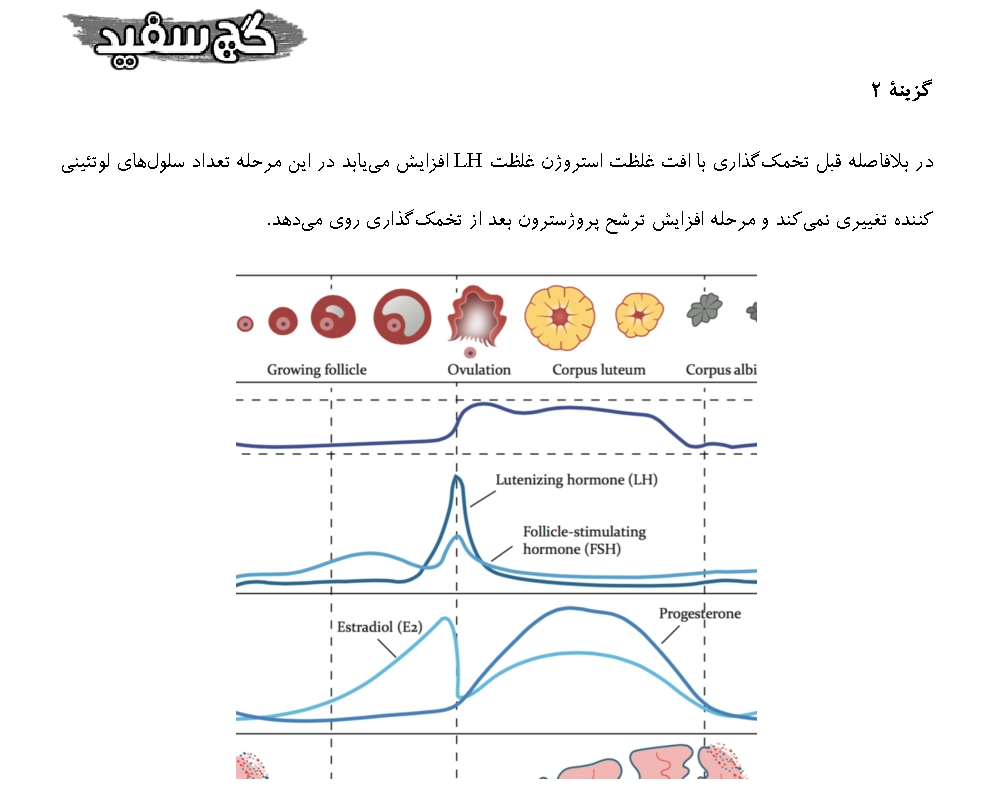 گچ سفید
گزینهٔ ۲
در بلافاصله قبل تخمک‌گذاری با افت غلظت استروژن غلظت LH افزایش می‌یابد در این مرحله تعداد سلول‌های لوتئینی
کننده تغییری نمی‌کند و مرحله افزایش ترشح پروژسترون بعد از تخمک‌گذاری روی می‌دهد.
Growing follicle
Ovulation
Corpus luteum
Corpus albi
Lutenizing hormone (LH)
Follicle-stimulating
hormone (FSH)
Estradiol (E2)
Progesterone